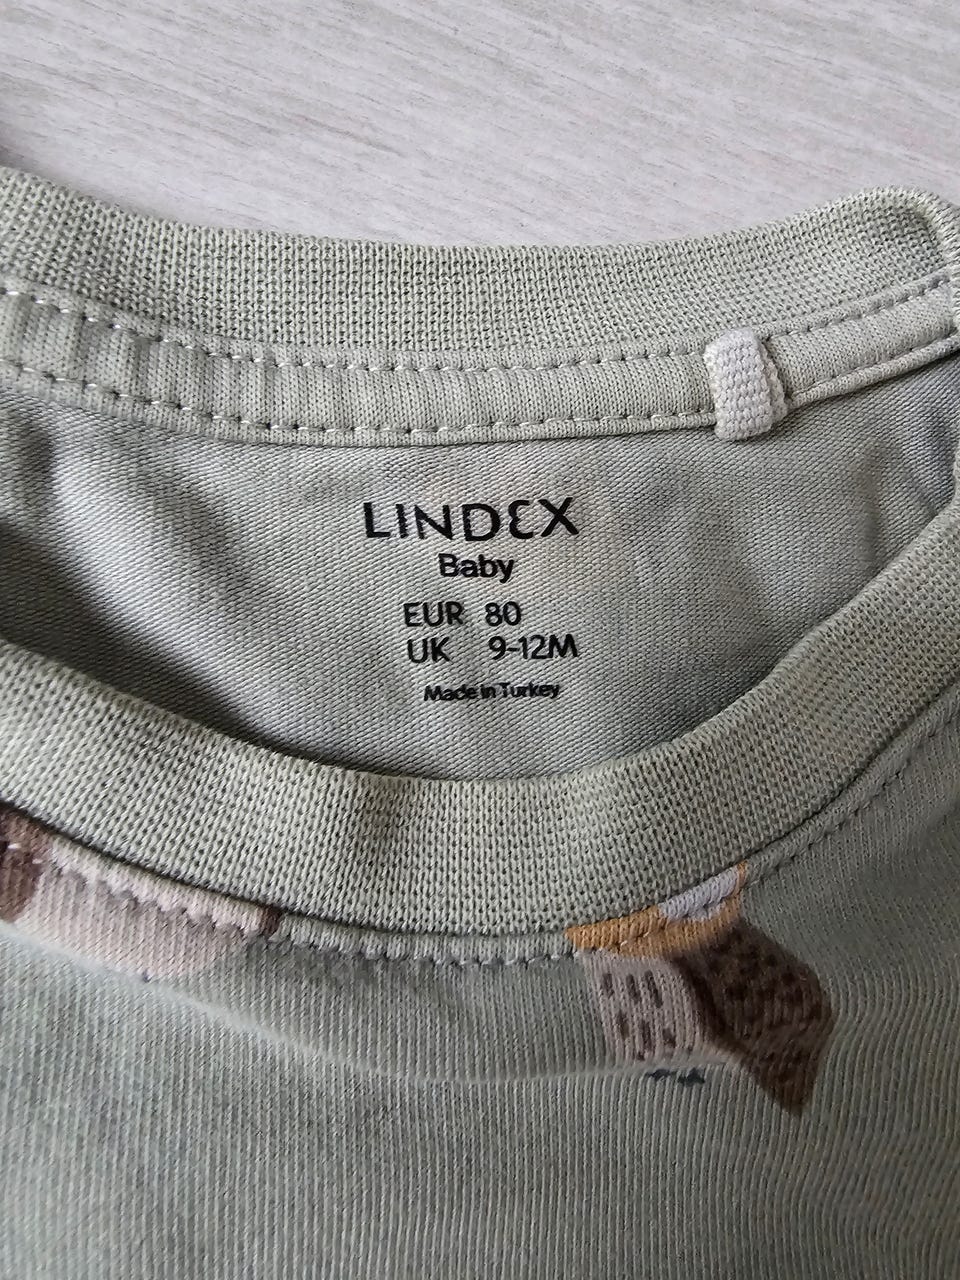 LINDEX
Baby
EUR 80
UK 9-12M
Made in Turkey